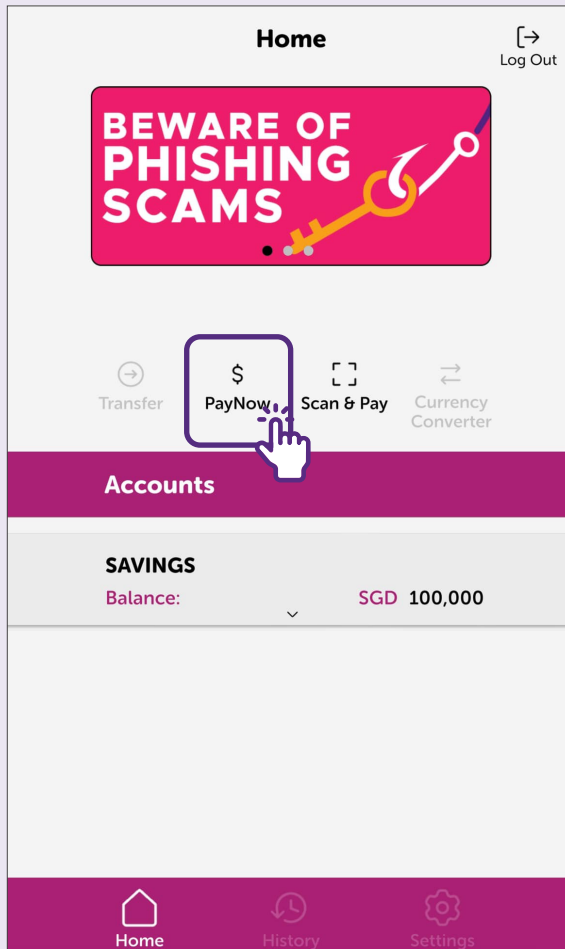 Home
Log Out
BEWARE OF
PHISHING
SCAMS
$
Transfer
PayNow
Scan & Pay
Currency
Converter
Accounts
SAVINGS
Balance: SGD 100,000
Home History Settings